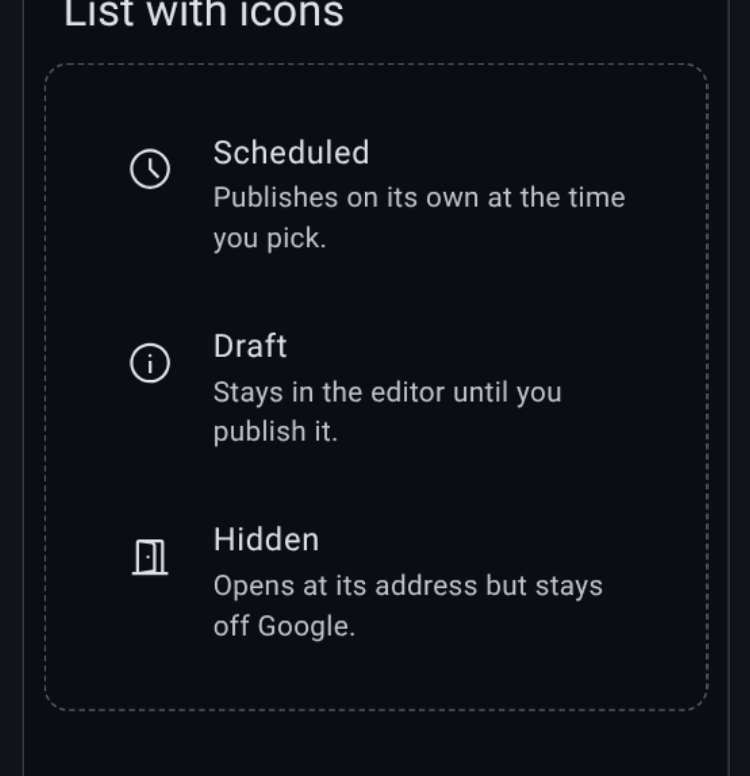 List with icons
Scheduled
Publishes on its own at the time
you pick.
Draft
Stays in the editor until you
publish it.
Hidden
Opens at its address but stays
off Google.